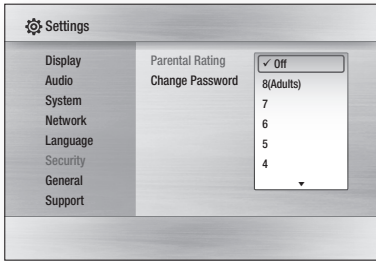 Settings
Display
Audio
System
Network
Language
Security
General
Support
Parental Rating
Change Password
✓ Off
8(Adults)
7
6
5
4